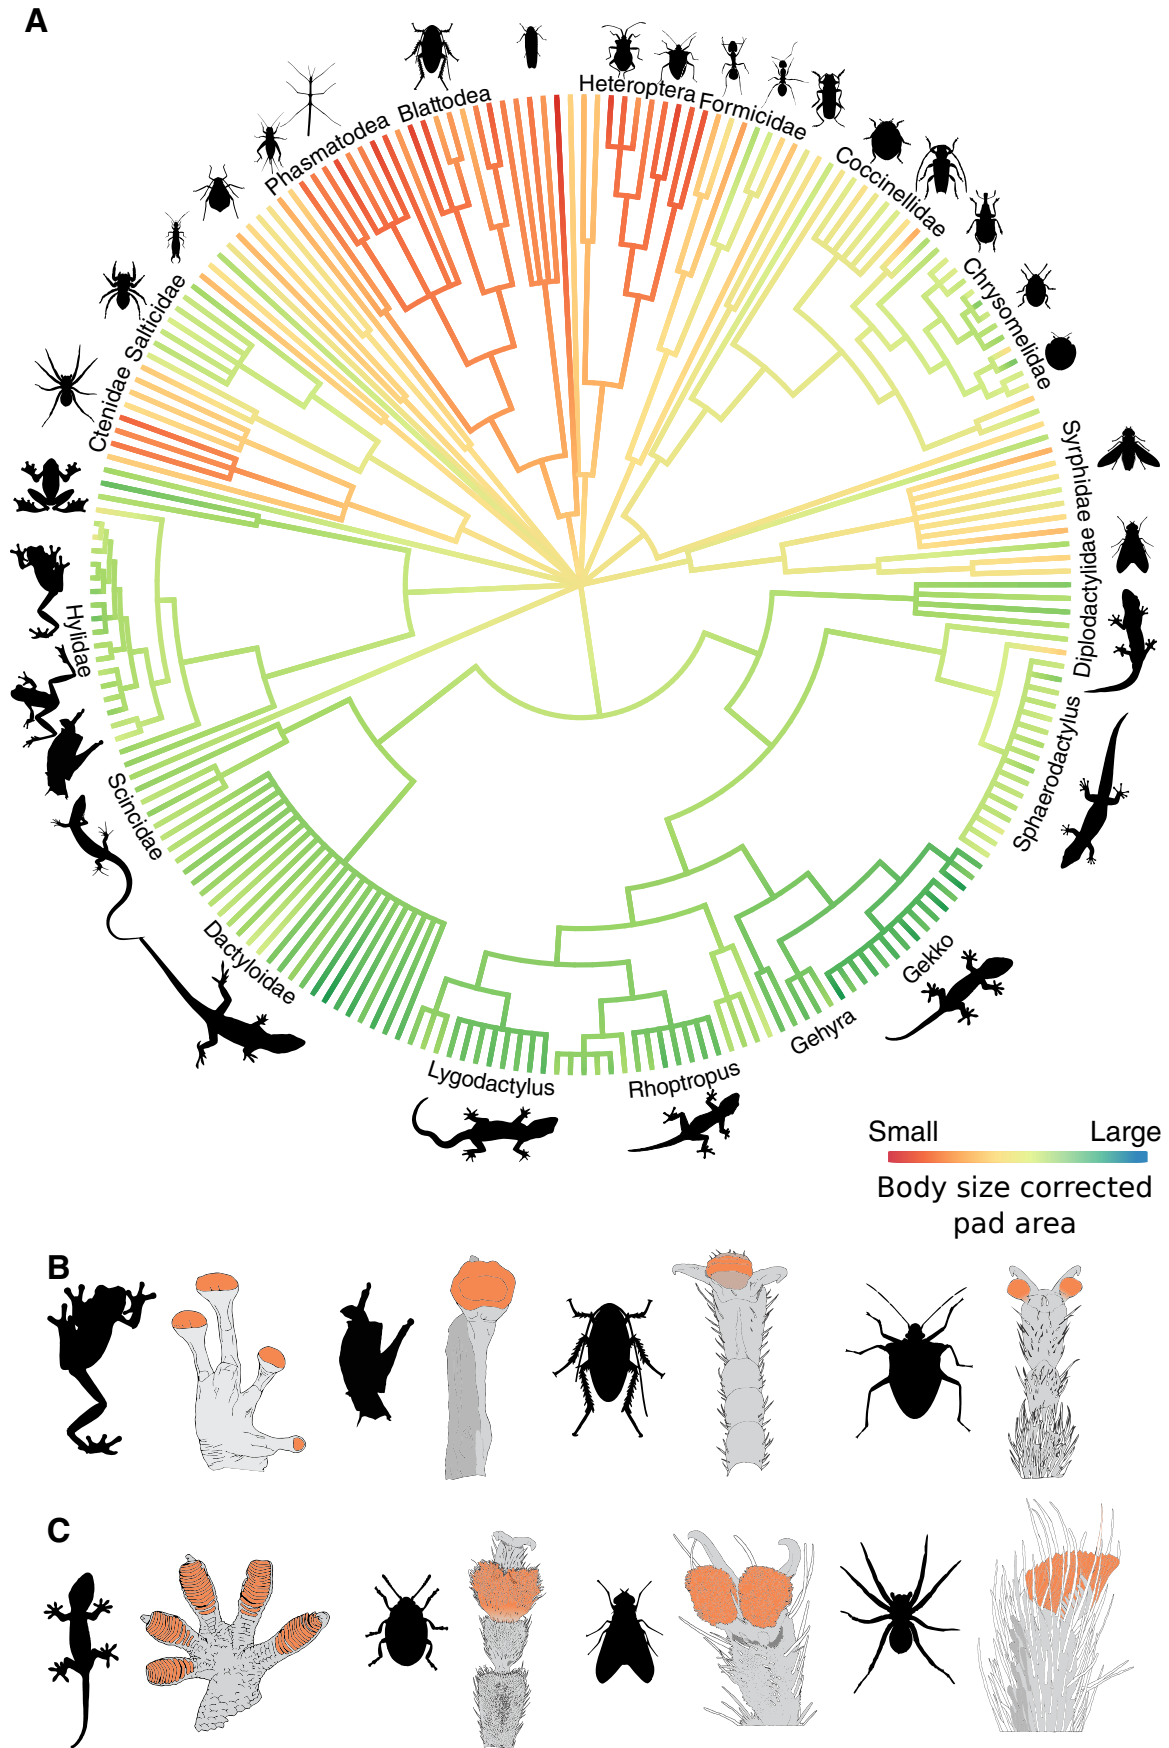 A
Blattodea
Heteroptera
Formicidae
Phasmatodea
Coccinellidae
Salticidae
Chrysomelidae
Ctenidae
Syrphidae
Hylidae
Diplodactylidae
Sphaerodactylus
Scincidae
Dactyloidae
Gekko
Gehyra
Lygodactylus
Rhoptropus
Small
Large
Body size corrected
pad area
B
C